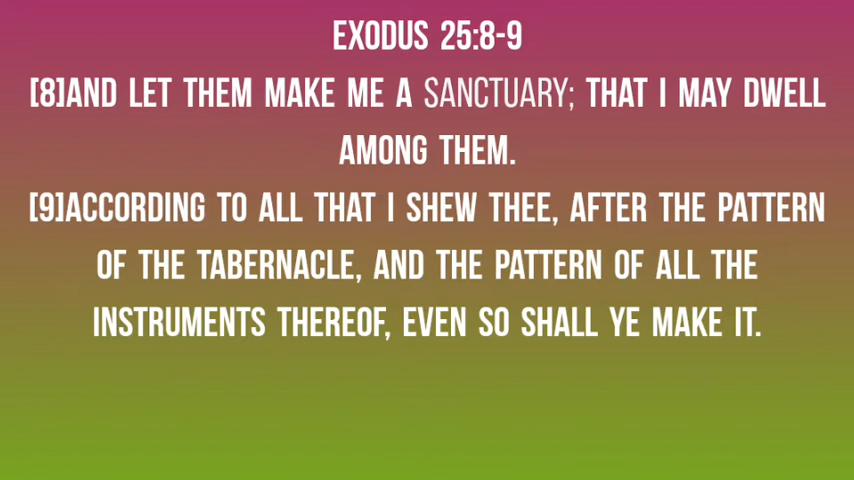 EXODUS 25:8-9
[8]AND LET THEM MAKE ME A SANCTUARY; THAT I MAY DWELL
AMONG THEM.
[9]ACCORDING TO ALL THAT I SHEW THEE, AFTER THE PATTERN
OF THE TABERNACLE, AND THE PATTERN OF ALL THE
INSTRUMENTS THEREOF, EVEN SO SHALL YE MAKE IT.